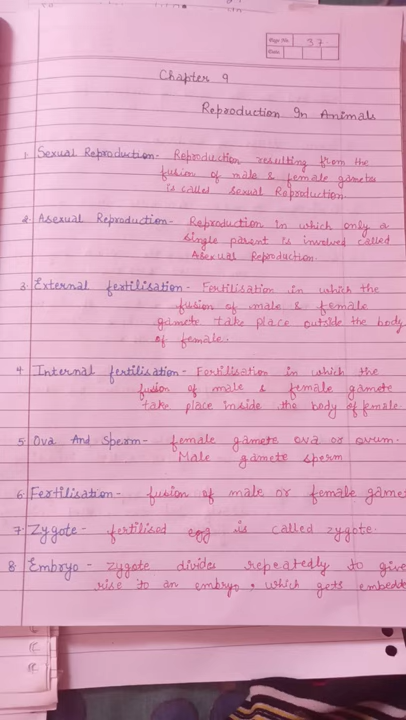 Page No. 37.
Date
Chapter 9
Reproduction In Animals
1. Sexual Reproduction- Reproduction resulting from the
fusion of male & female gametes
is called sexual Reproduction
2. Asexual Reproduction- Reproduction in which only a
single parent is involved called
Asexual Reproduction.
3. External fertilisation- Fertilisation in which the
fusion of male & female
gamete take place outside the body
of female.
4. Internal fertilisation- Fertilisation in which the
fusion of male & female gamete
take place inside the body of female
5. Ova And Sperm- female gamete ova or ovum.
Male gamete sperm
6. Fertilisation- fusion of male or female game
7. Zygote- fertilised egg is called zygote.
8. Embryo- zygote divides repeatedly to give
rise to an embryo, which gets embedd